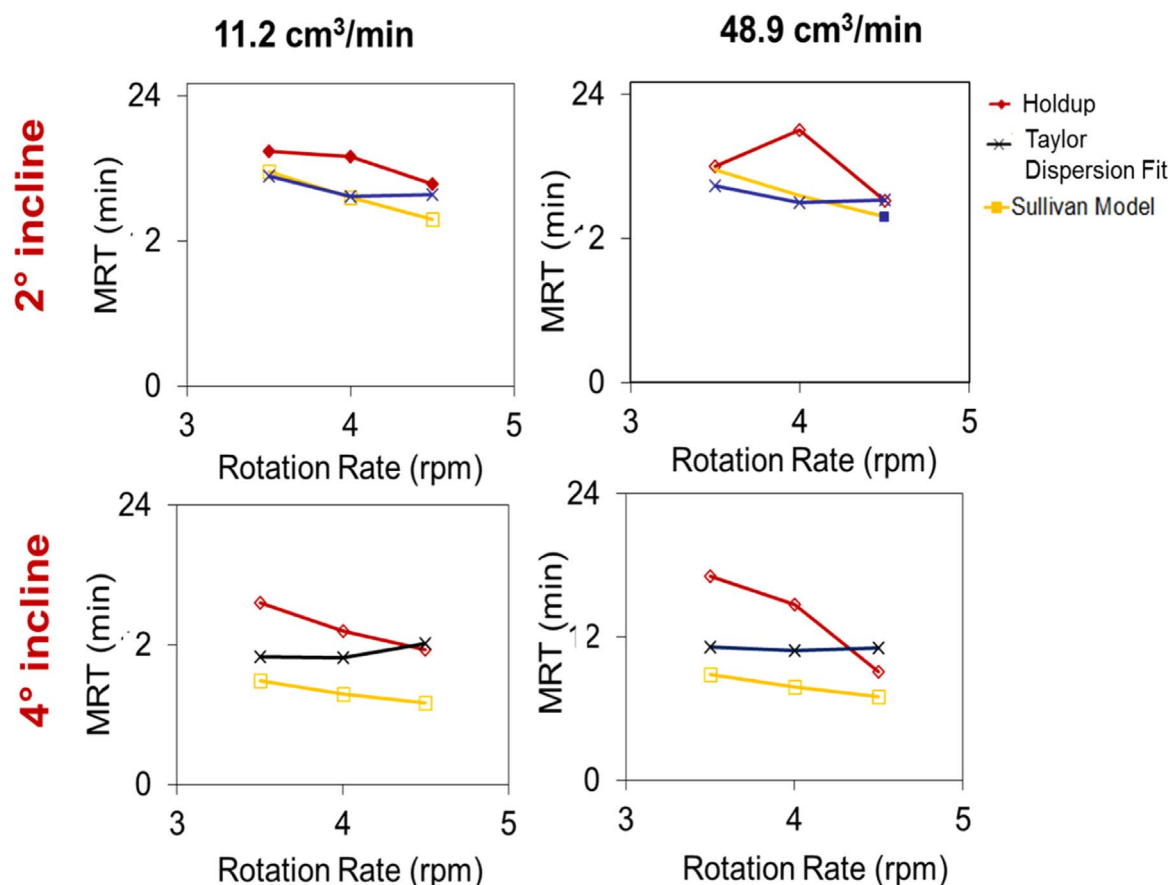 11.2 cm³/min
48.9 cm³/min
2° incline
24
MRT (min)
2
0
3
4
5
Rotation Rate (rpm)
24
MRT (min)
2
0
3
4
5
Rotation Rate (rpm)
Holdup
Taylor
Dispersion Fit
Sullivan Model
4° incline
24
MRT (min)
2
0
3
4
5
Rotation Rate (rpm)
24
MRT (min)
2
0
3
4
5
Rotation Rate (rpm)